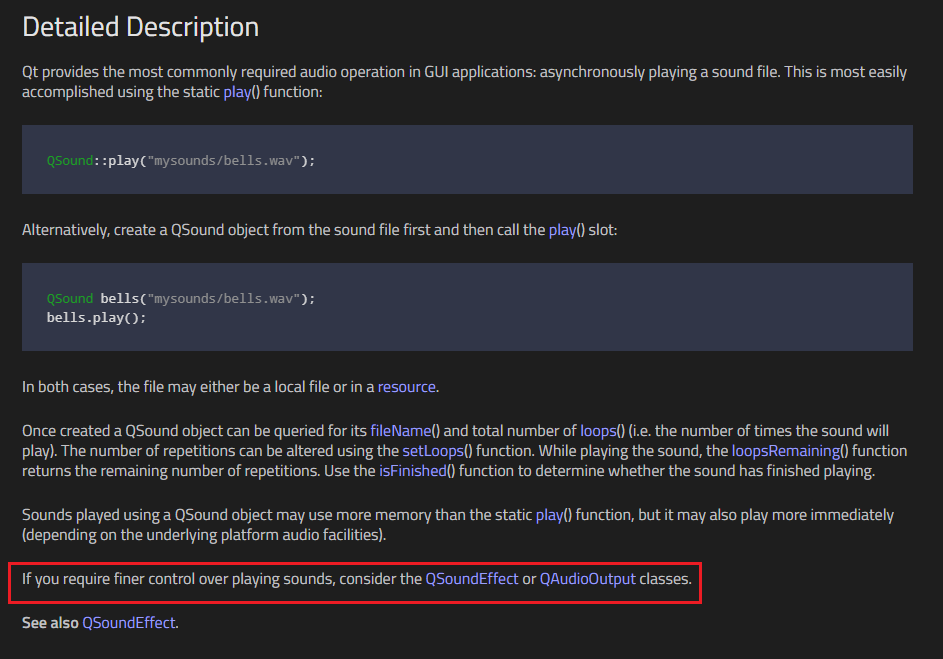 Detailed Description
Qt provides the most commonly required audio operation in GUI applications: asynchronously playing a sound file. This is most easily
accomplished using the static play() function:
QSound::play("mysounds/bells.wav");
Alternatively, create a QSound object from the sound file first and then call the play() slot:
QSound bells("mysounds/bells.wav");
bells.play();
In both cases, the file may either be a local file or in a resource.
Once created a QSound object can be queried for its fileName() and total number of loops() (i.e. the number of times the sound will
play). The number of repetitions can be altered using the setLoops() function. While playing the sound, the loopsRemaining() function
returns the remaining number of repetitions. Use the isFinished() function to determine whether the sound has finished playing.
Sounds played using a QSound object may use more memory than the static play() function, but it may also play more immediately
(depending on the underlying platform audio facilities).
If you require finer control over playing sounds, consider the QSoundEffect or QAudioOutput classes.
See also QSoundEffect.